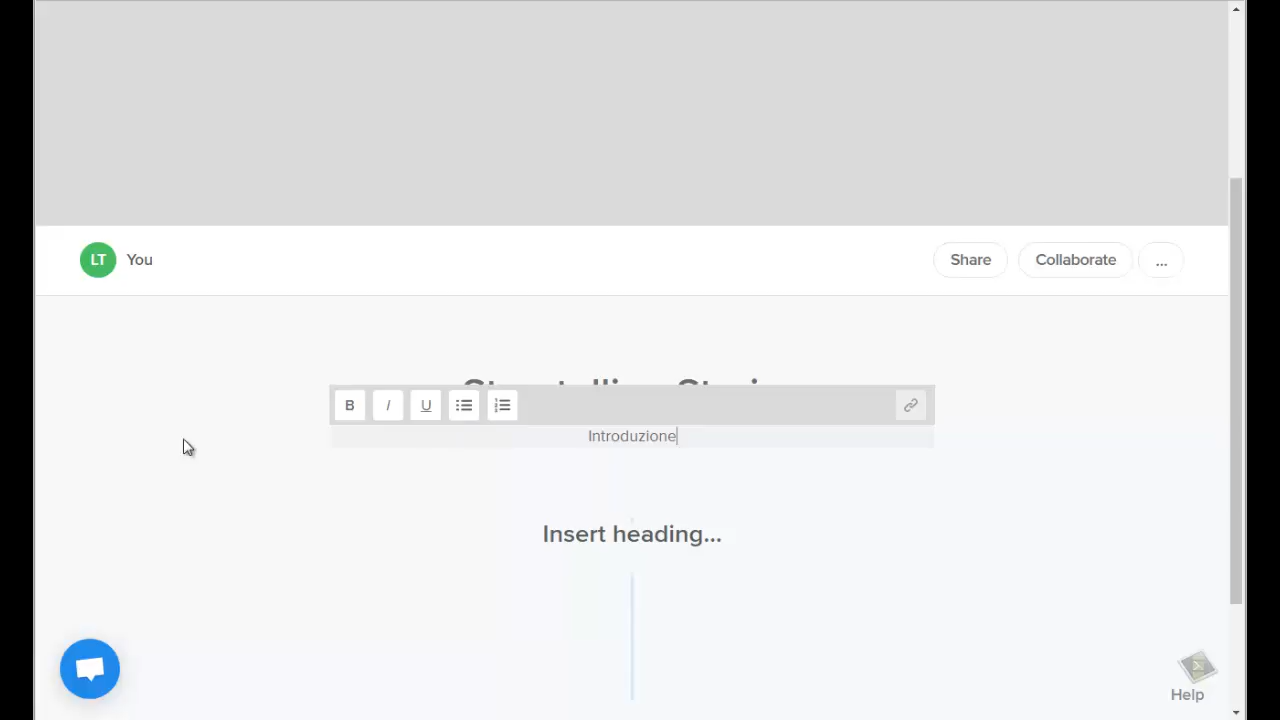 LT You
Share Collaborate ...
B I U
Introduzione
Insert heading...
Help